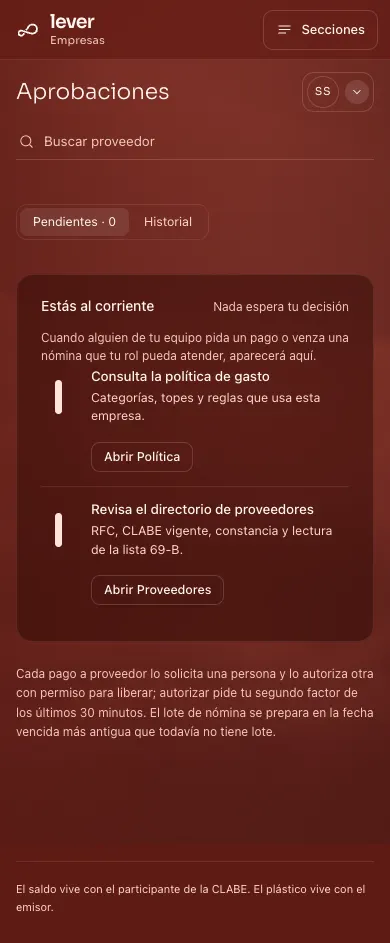 lever
Empresas
Secciones
Aprobaciones
SS
Buscar proveedor
Pendientes · 0
Historial
Estás al corriente
Nada espera tu decisión
Cuando alguien de tu equipo pida un pago o venza una
nómina que tu rol pueda atender, aparecerá aquí.
Consulta la política de gasto
Categorías, topes y reglas que usa esta
empresa.
Abrir Política
Revisa el directorio de proveedores
RFC, CLABE vigente, constancia y lectura
de la lista 69-B.
Abrir Proveedores
Cada pago a proveedor lo solicita una persona y lo autoriza otra
con permiso para liberar; autorizar pide tu segundo factor de
los últimos 30 minutos. El lote de nómina se prepara en la fecha
vencida más antigua que todavía no tiene lote.
El saldo vive con el participante de la CLABE. El plástico vive con el
emisor.